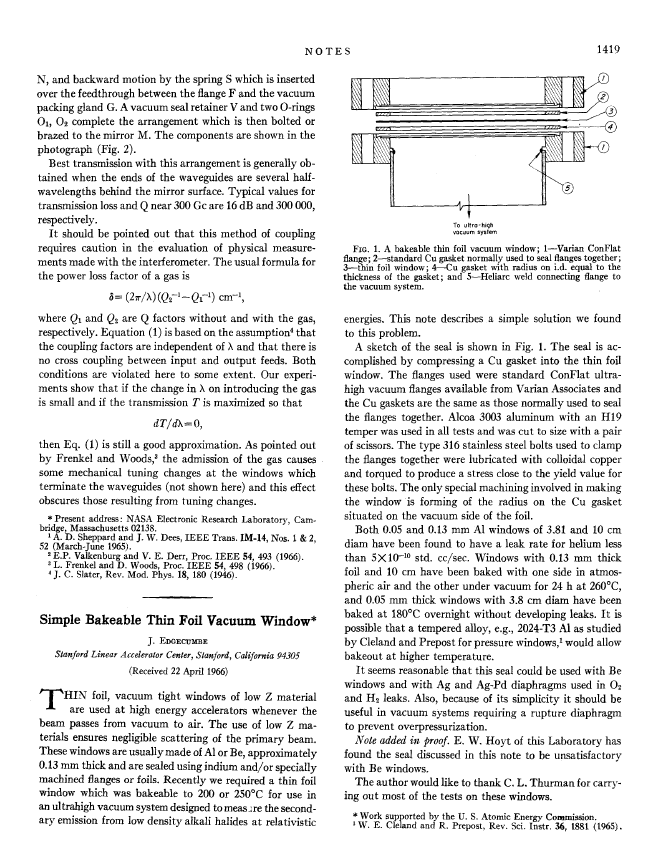 NOTES
1419
N, and backward motion by the spring S which is inserted
over the feedthrough between the flange F and the vacuum
packing gland G. A vacuum seal retainer V and two O-rings
O₁, O₂ complete the arrangement which is then bolted or
brazed to the mirror M. The components are shown in the
photograph (Fig. 2).
Best transmission with this arrangement is generally ob-
tained when the ends of the waveguides are several half-
wavelengths behind the mirror surface. Typical values for
transmission loss and Q near 300 Gc are 16 dB and 300 000,
respectively.
It should be pointed out that this method of coupling
requires caution in the evaluation of physical measure-
ments made with the interferometer. The usual formula for
the power loss factor of a gas is
δ= (2π/λ)(Q₂⁻¹−Q₁⁻¹) cm⁻¹,
where Q₁ and Q₂ are Q factors without and with the gas,
respectively. Equation (1) is based on the assumption⁴ that
the coupling factors are independent of λ and that there is
no cross coupling between input and output feeds. Both
conditions are violated here to some extent. Our experi-
ments show that if the change in λ on introducing the gas
is small and if the transmission T is maximized so that
dT/dλ=0,
then Eq. (1) is still a good approximation. As pointed out
by Frenkel and Woods,² the admission of the gas causes
some mechanical tuning changes at the windows which
terminate the waveguides (not shown here) and this effect
obscures those resulting from tuning changes.
* Present address: NASA Electronic Research Laboratory, Cam-
bridge, Massachusetts 02138.
¹ A. D. Sheppard and J. W. Dees, IEEE Trans. IM-14, Nos. 1 & 2,
52 (March-June 1965).
² E.P. Valkenburg and V. E. Derr, Proc. IEEE 54, 493 (1966).
³ L. Frenkel and D. Woods, Proc. IEEE 54, 498 (1966).
⁴ J. C. Slater, Rev. Mod. Phys. 18, 180 (1946).
Simple Bakeable Thin Foil Vacuum Window*
J. EDGECUMBE
Stanford Linear Accelerator Center, Stanford, California 94305
(Received 22 April 1966)
THIN foil, vacuum tight windows of low Z material
are used at high energy accelerators whenever the
beam passes from vacuum to air. The use of low Z ma-
terials ensures negligible scattering of the primary beam.
These windows are usually made of Al or Be, approximately
0.13 mm thick and are sealed using indium and/or specially
machined flanges or foils. Recently we required a thin foil
window which was bakeable to 200 or 250°C for use in
an ultrahigh vacuum system designed to measure the second-
ary emission from low density alkali halides at relativistic
1
2
3
4
1
5
To ultra-high
vacuum system
FIG. 1. A bakeable thin foil vacuum window; 1—Varian ConFlat
flange; 2—standard Cu gasket normally used to seal flanges together;
3—thin foil window; 4—Cu gasket with radius on i.d. equal to the
thickness of the gasket; and 5—Heliarc weld connecting flange to
the vacuum system.
energies. This note describes a simple solution we found
to this problem.
A sketch of the seal is shown in Fig. 1. The seal is ac-
complished by compressing a Cu gasket into the thin foil
window. The flanges used were standard ConFlat ultra-
high vacuum flanges available from Varian Associates and
the Cu gaskets are the same as those normally used to seal
the flanges together. Alcoa 3003 aluminum with an H19
temper was used in all tests and was cut to size with a pair
of scissors. The type 316 stainless steel bolts used to clamp
the flanges together were lubricated with colloidal copper
and torqued to produce a stress close to the yield value for
these bolts. The only special machining involved in making
the window is forming of the radius on the Cu gasket
situated on the vacuum side of the foil.
Both 0.05 and 0.13 mm Al windows of 3.81 and 10 cm
diam have been found to have a leak rate for helium less
than 5×10⁻¹⁰ std. cc/sec. Windows with 0.13 mm thick
foil and 10 cm have been baked with one side in atmos-
pheric air and the other under vacuum for 24 h at 260°C,
and 0.05 mm thick windows with 3.8 cm diam have been
baked at 180°C overnight without developing leaks. It is
possible that a tempered alloy, e.g., 2024-T3 Al as studied
by Cleland and Prepost for pressure windows,¹ would allow
bakeout at higher temperature.
It seems reasonable that this seal could be used with Be
windows and with Ag and Ag-Pd diaphragms used in O₂
and H₂ leaks. Also, because of its simplicity it should be
useful in vacuum systems requiring a rupture diaphragm
to prevent overpressurization.
Note added in proof. E. W. Hoyt of this Laboratory has
found the seal discussed in this note to be unsatisfactory
with Be windows.
The author would like to thank C. L. Thurman for carry-
ing out most of the tests on these windows.
* Work supported by the U. S. Atomic Energy Commission.
¹ W. E. Cleland and R. Prepost, Rev. Sci. Instr. 36, 1881 (1965).